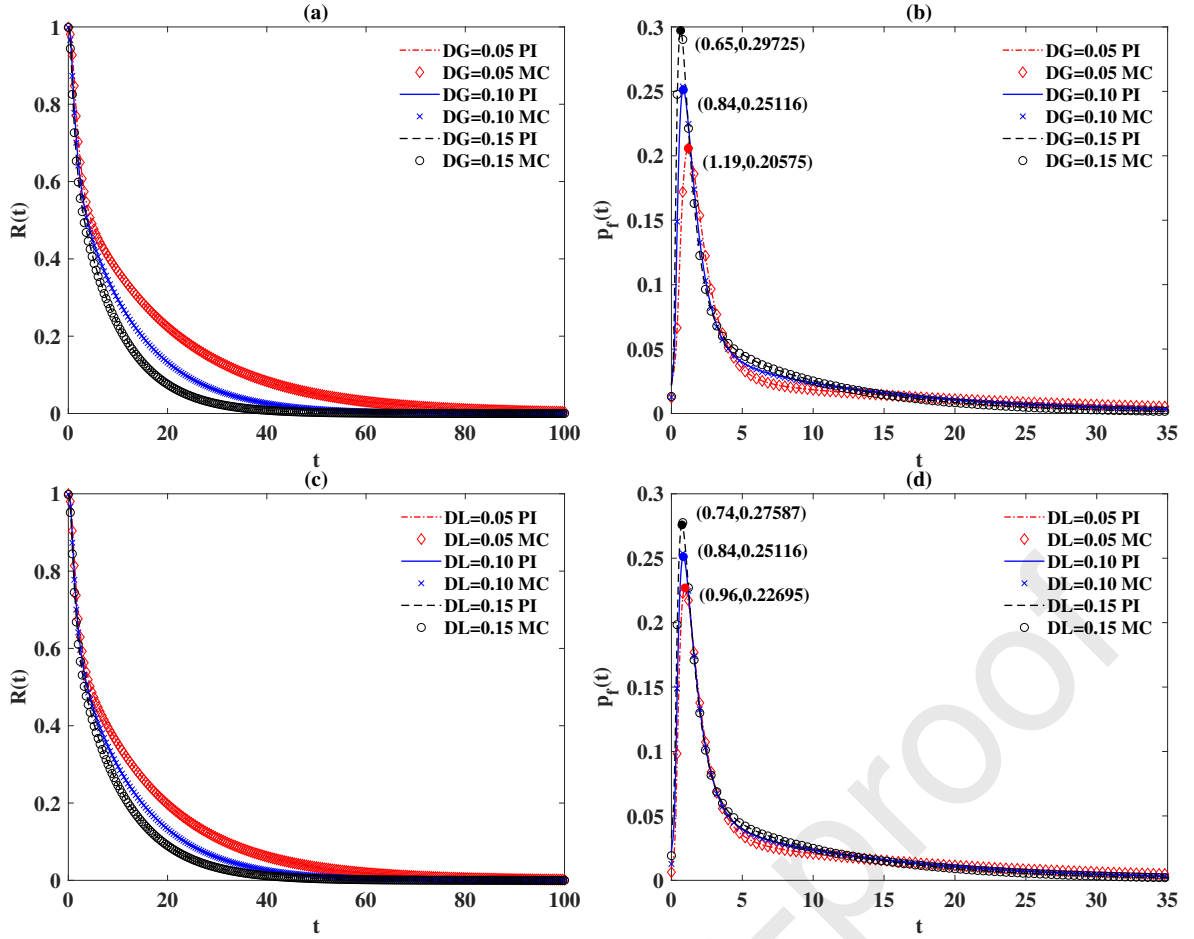 (a)
1
0.8
0.6
0.4
0.2
0
R(t)
0
20
40
60
80
100
t
DG=0.05 PI
DG=0.05 MC
DG=0.10 PI
DG=0.10 MC
DG=0.15 PI
DG=0.15 MC
(b)
0.3
0.25
0.2
0.15
0.1
0.05
0
p_f(t)
0
5
10
15
20
25
30
35
t
(0.65,0.29725)
(0.84,0.25116)
(1.19,0.20575)
DG=0.05 PI
DG=0.05 MC
DG=0.10 PI
DG=0.10 MC
DG=0.15 PI
DG=0.15 MC
(c)
1
0.8
0.6
0.4
0.2
0
R(t)
0
20
40
60
80
100
t
DL=0.05 PI
DL=0.05 MC
DL=0.10 PI
DL=0.10 MC
DL=0.15 PI
DL=0.15 MC
(d)
0.3
0.25
0.2
0.15
0.1
0.05
0
p_f(t)
0
5
10
15
20
25
30
35
t
(0.74,0.27587)
(0.84,0.25116)
(0.96,0.22695)
DL=0.05 PI
DL=0.05 MC
DL=0.10 PI
DL=0.10 MC
DL=0.15 PI
DL=0.15 MC
-proof